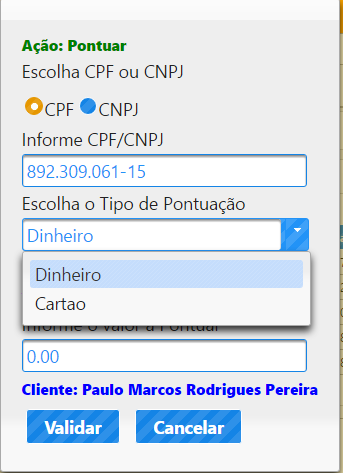 Ação: Pontuar
Escolha CPF ou CNPJ
CPF CNPJ
Informe CPF/CNPJ
892.309.061-15
Escolha o Tipo de Pontuação
Dinheiro
Dinheiro
Cartao
Informe o valor a Pontuar
0.00
Cliente: Paulo Marcos Rodrigues Pereira
Validar Cancelar